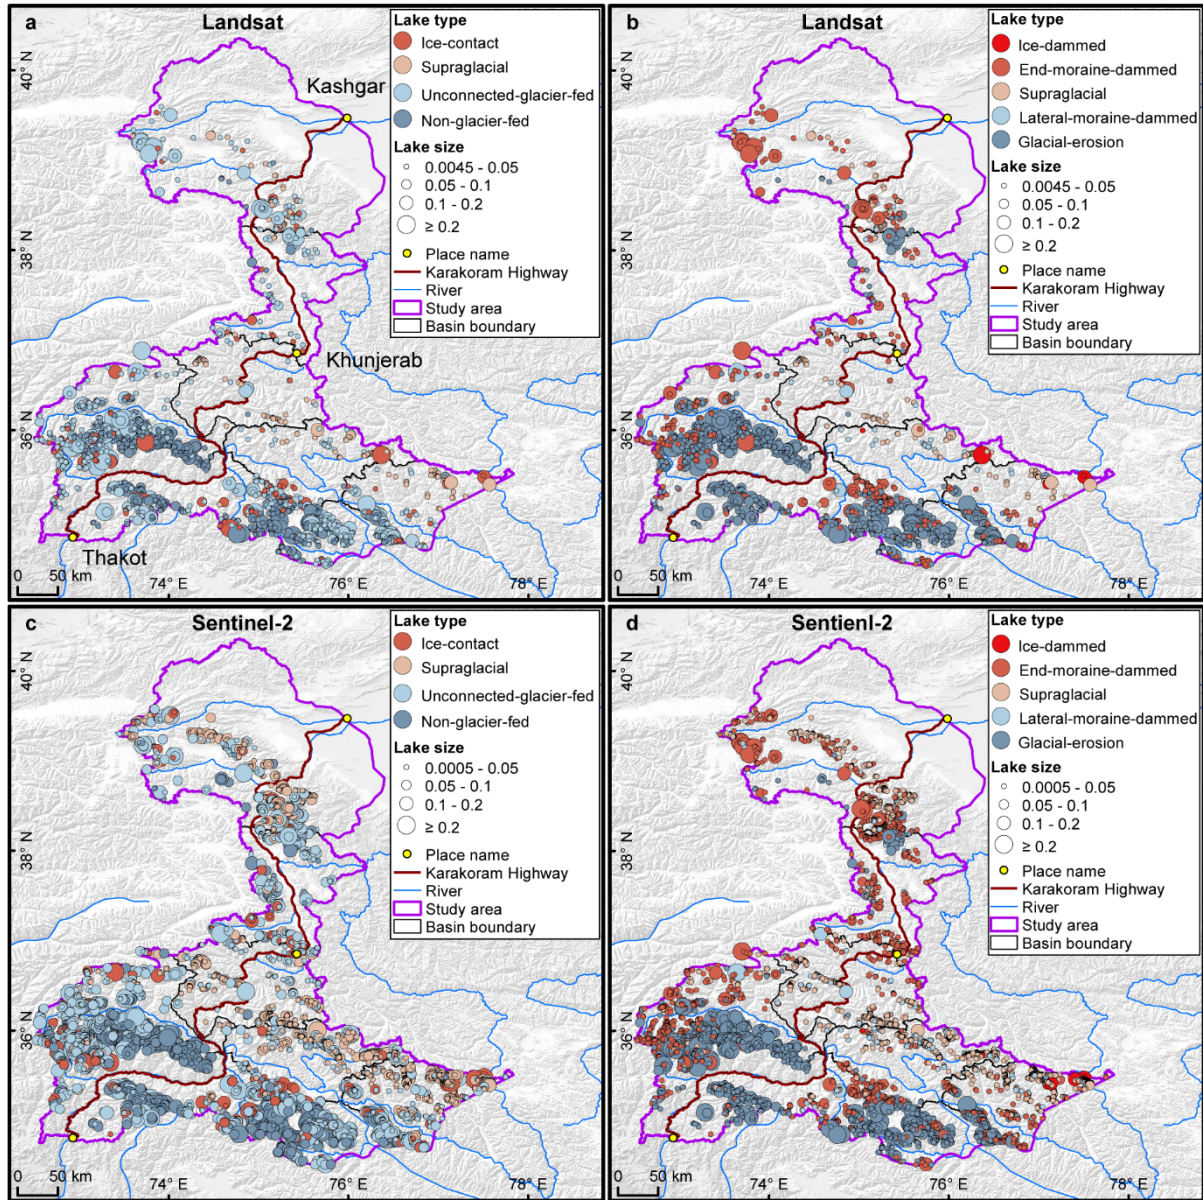 a
Landsat
Lake type
Ice-contact
Supraglacial
Unconnected-glacier-fed
Non-glacier-fed
Lake size
0.0045 - 0.05
0.05 - 0.1
0.1 - 0.2
≥ 0.2
Place name
Karakoram Highway
River
Study area
Basin boundary
Kashgar
Khunjerab
Thakot
40° N
38° N
36° N
0 50 km
74° E
76° E
78° E
b
Landsat
Lake type
Ice-dammed
End-moraine-dammed
Supraglacial
Lateral-moraine-dammed
Glacial-erosion
Lake size
0.0045 - 0.05
0.05 - 0.1
0.1 - 0.2
≥ 0.2
Place name
Karakoram Highway
River
Study area
Basin boundary
40° N
38° N
36° N
0 50 km
74° E
76° E
78° E
c
Sentinel-2
Lake type
Ice-contact
Supraglacial
Unconnected-glacier-fed
Non-glacier-fed
Lake size
0.0005 - 0.05
0.05 - 0.1
0.1 - 0.2
≥ 0.2
Place name
Karakoram Highway
River
Study area
Basin boundary
40° N
38° N
36° N
0 50 km
74° E
76° E
78° E
d
Sentienl-2
Lake type
Ice-dammed
End-moraine-dammed
Supraglacial
Lateral-moraine-dammed
Glacial-erosion
Lake size
0.0005 - 0.05
0.05 - 0.1
0.1 - 0.2
≥ 0.2
Place name
Karakoram Highway
River
Study area
Basin boundary
40° N
38° N
36° N
0 50 km
74° E
76° E
78° E